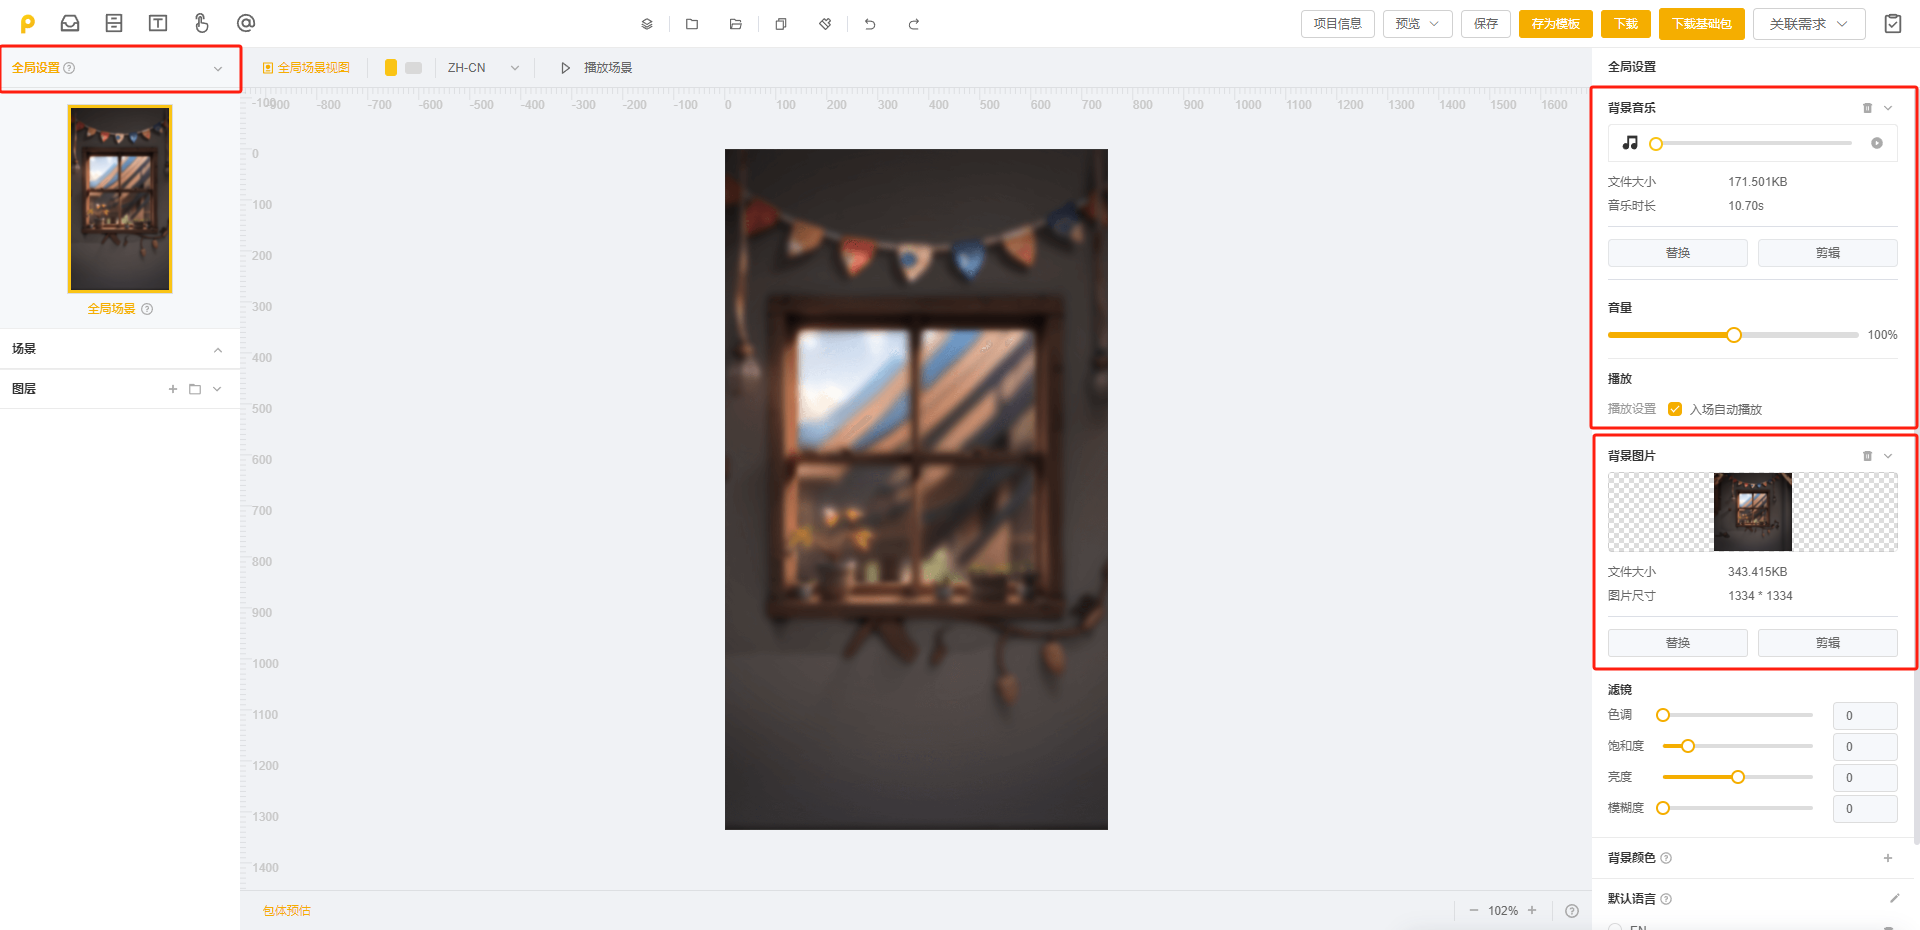 项目信息
预览
保存
存为模板
下载
下载基础包
关联需求
全局设置
全局场景视图
ZH-CN
播放场景
全局设置
-900 -800 -700 -600 -500 -400 -300 -200 -100 0 100 200 300 400 500 600 700 800 900 1000 1100 1200 1300 1400 1500 1600
-100
0
100
200
300
400
500
600
700
800
900
1000
1100
1200
1300
1400
全局场景
场景
图层
背景音乐
文件大小 171.501KB
音乐时长 10.70s
替换 剪辑
音量
100%
播放
播放设置 入场自动播放
背景图片
文件大小 343.415KB
图片尺寸 1334 * 1334
替换 剪辑
滤镜
色调 0
饱和度 0
亮度 0
模糊度 0
背景颜色
默认语言
EN
包体预估
102%